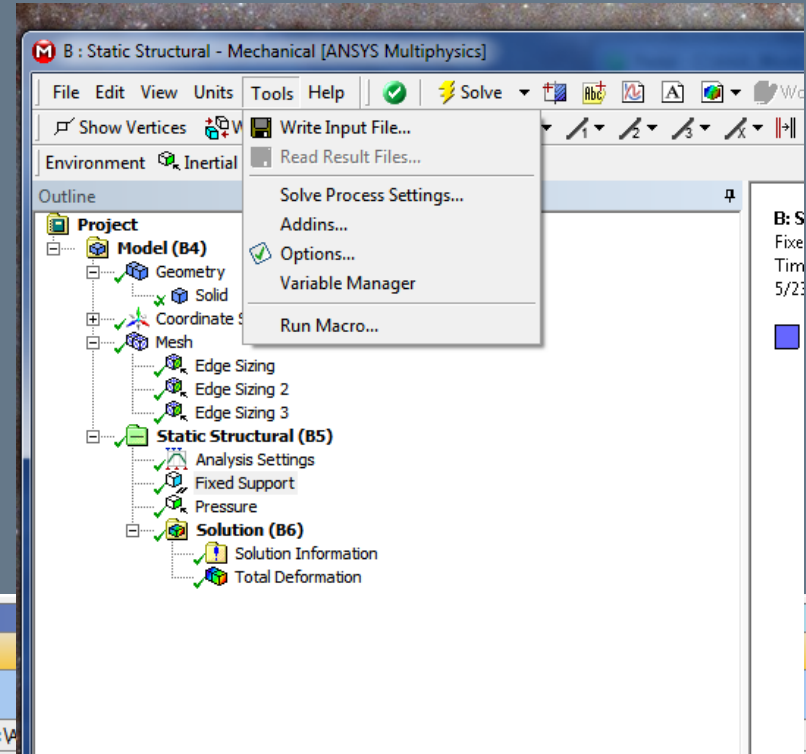 B : Static Structural - Mechanical [ANSYS Multiphysics]
File Edit View Units Tools Help Solve A
Show Vertices
Environment Inertial
Write Input File...
Read Result Files...
Solve Process Settings...
Addins...
Options...
Variable Manager
Run Macro...
Outline
Project
Model (B4)
Geometry
Solid
Coordinate
Mesh
Edge Sizing
Edge Sizing 2
Edge Sizing 3
Static Structural (B5)
Analysis Settings
Fixed Support
Pressure
Solution (B6)
Solution Information
Total Deformation
B: S
Fixe
Tim
5/23